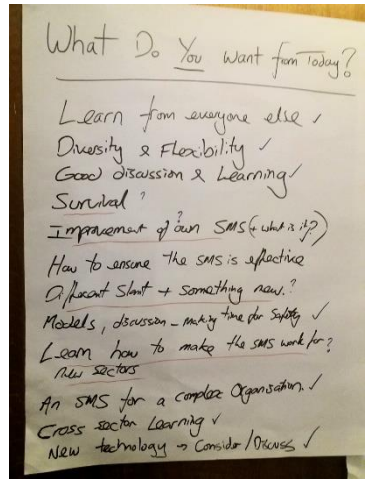 What Do You Want from Today?
Learn from everyone else ✓
Diversity & Flexibility ✓
Good discussion & Learning ✓
Survival ?
Improvement of own ? SMS (+ what is it?)
How to ensure the SMS is effective
Different Slant + something new. ?
Models, discussion - making time for Safety ✓
Learn how to make the SMS work for ?
new sectors
An SMS for a complex Organisation. ✓
Cross sector Learning ✓
New technology → Consider / Discuss ✓